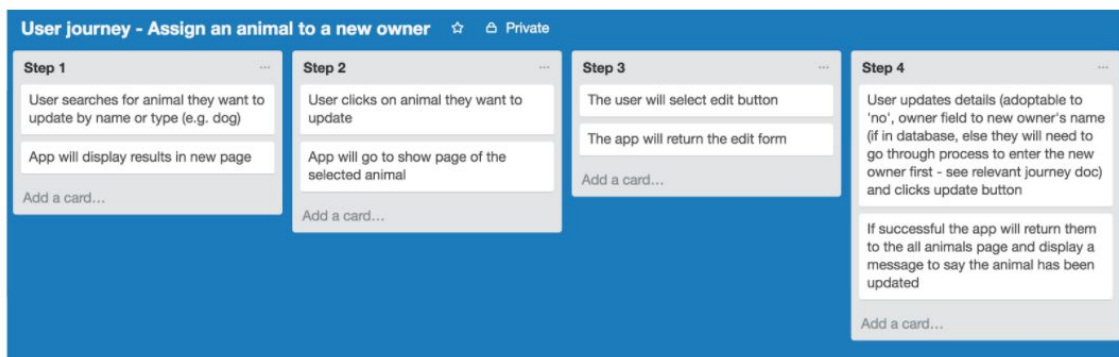 User journey - Assign an animal to a new owner
Private
Step 1
User searches for animal they want to
update by name or type (e.g. dog)
App will display results in new page
Add a card...
Step 2
User clicks on animal they want to
update
App will go to show page of the
selected animal
Add a card...
Step 3
The user will select edit button
The app will return the edit form
Add a card...
Step 4
User updates details (adoptable to
'no', owner field to new owner's name
(if in database, else they will need to
go through process to enter the new
owner first - see relevant journey doc)
and clicks update button
If successful the app will return them
to the all animals page and display a
message to say the animal has been
updated
Add a card...